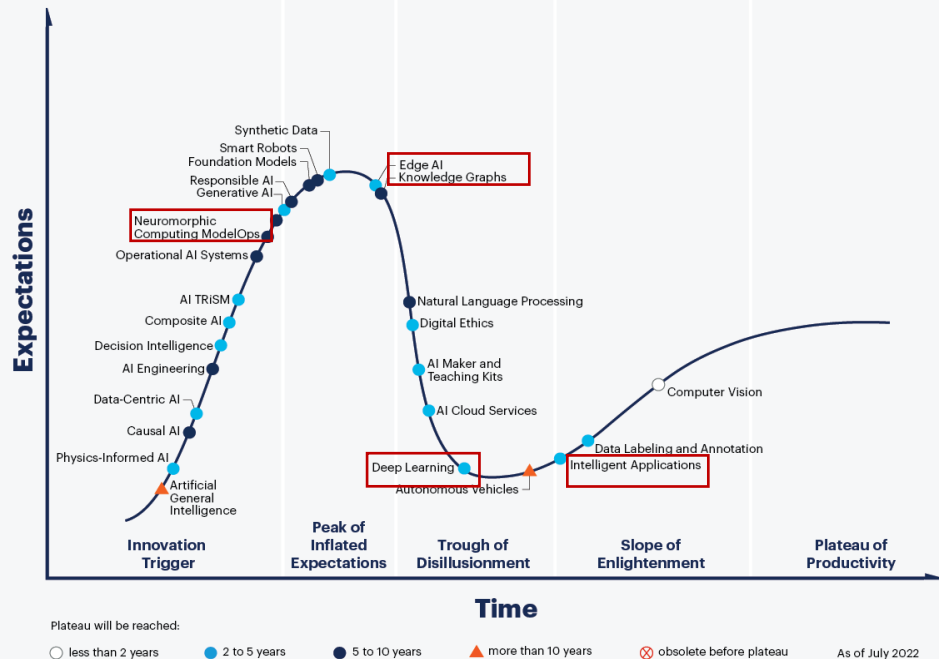 Expectations
Synthetic Data
Smart Robots
Foundation Models
Responsible AI
Generative AI
Neuromorphic
Computing ModelOps
Operational AI Systems
AI TRiSM
Composite AI
Decision Intelligence
AI Engineering
Data-Centric AI
Causal AI
Physics-Informed AI
Artificial
General
Intelligence
Edge AI
Knowledge Graphs
Natural Language Processing
Digital Ethics
AI Maker and
Teaching Kits
AI Cloud Services
Deep Learning
Autonomous Vehicles
Intelligent Applications
Data Labeling and Annotation
Computer Vision
Innovation
Trigger
Peak of
Inflated
Expectations
Trough of
Disillusionment
Slope of
Enlightenment
Plateau of
Productivity
Time
Plateau will be reached:
less than 2 years
2 to 5 years
5 to 10 years
more than 10 years
obsolete before plateau
As of July 2022